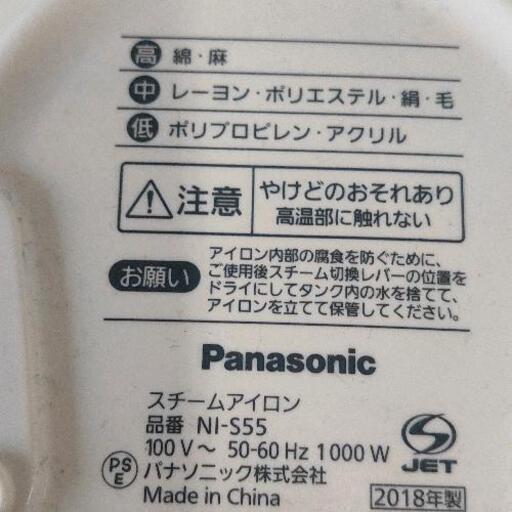 高 綿・麻
中 レーヨン・ポリエステル・絹・毛
低 ポリプロピレン・アクリル
注意 やけどのおそれあり
高温部に触れない
お願い
アイロン内部の腐食を防ぐために、
ご使用後スチーム切換レバーの位置を
ドライにしてタンク内の水を捨てて、
アイロンを立てて保管してください。
Panasonic
スチームアイロン
品番 NI-S55
100 V〜 50-60 Hz 1000 W
PS
E
パナソニック株式会社
Made in China
S
JET
2018年製